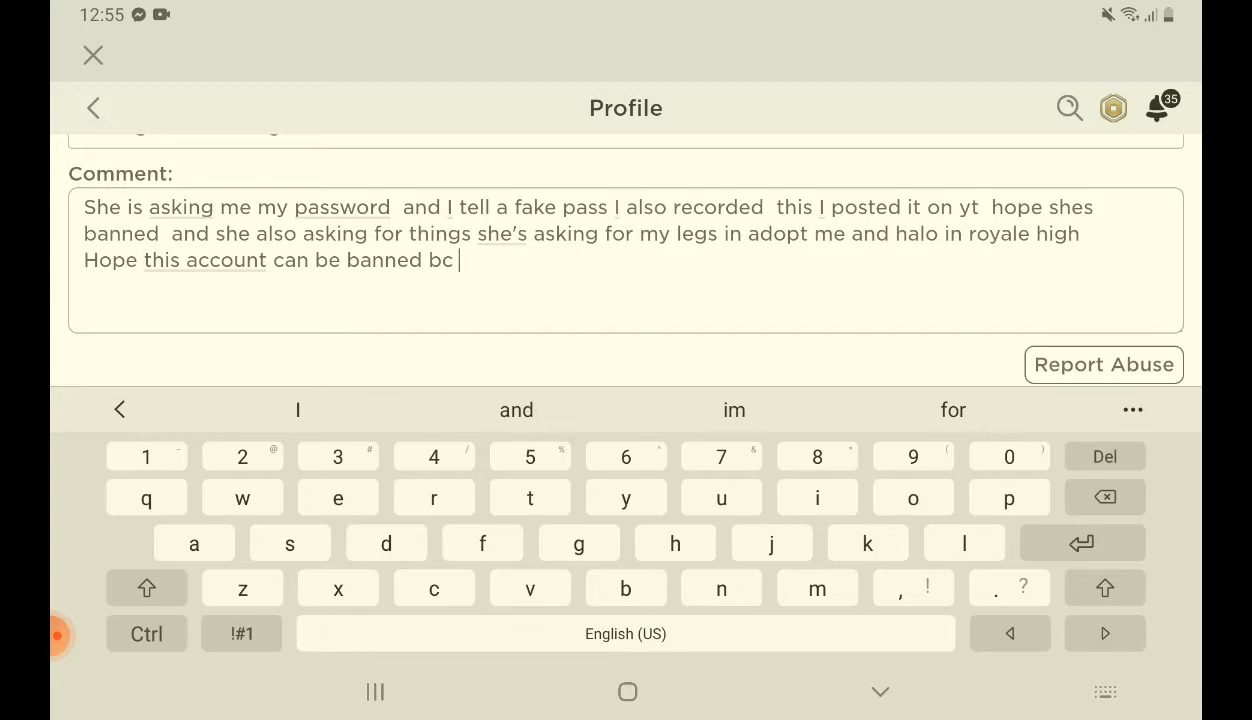 12:55
Profile
35
Comment:
She is asking me my password and I tell a fake pass I also recorded this I posted it on yt hope shes
banned and she also asking for things she's asking for my legs in adopt me and halo in royale high
Hope this account can be banned bc
Report Abuse
I and im for •••
1 - 2 @ 3 # 4 / 5 % 6 ^ 7 & 8 * 9 ( 0 ) Del
q w e r t y u i o p
a s d f g h j k l
z x c v b n m , ! . ?
Ctrl !#1 English (US)